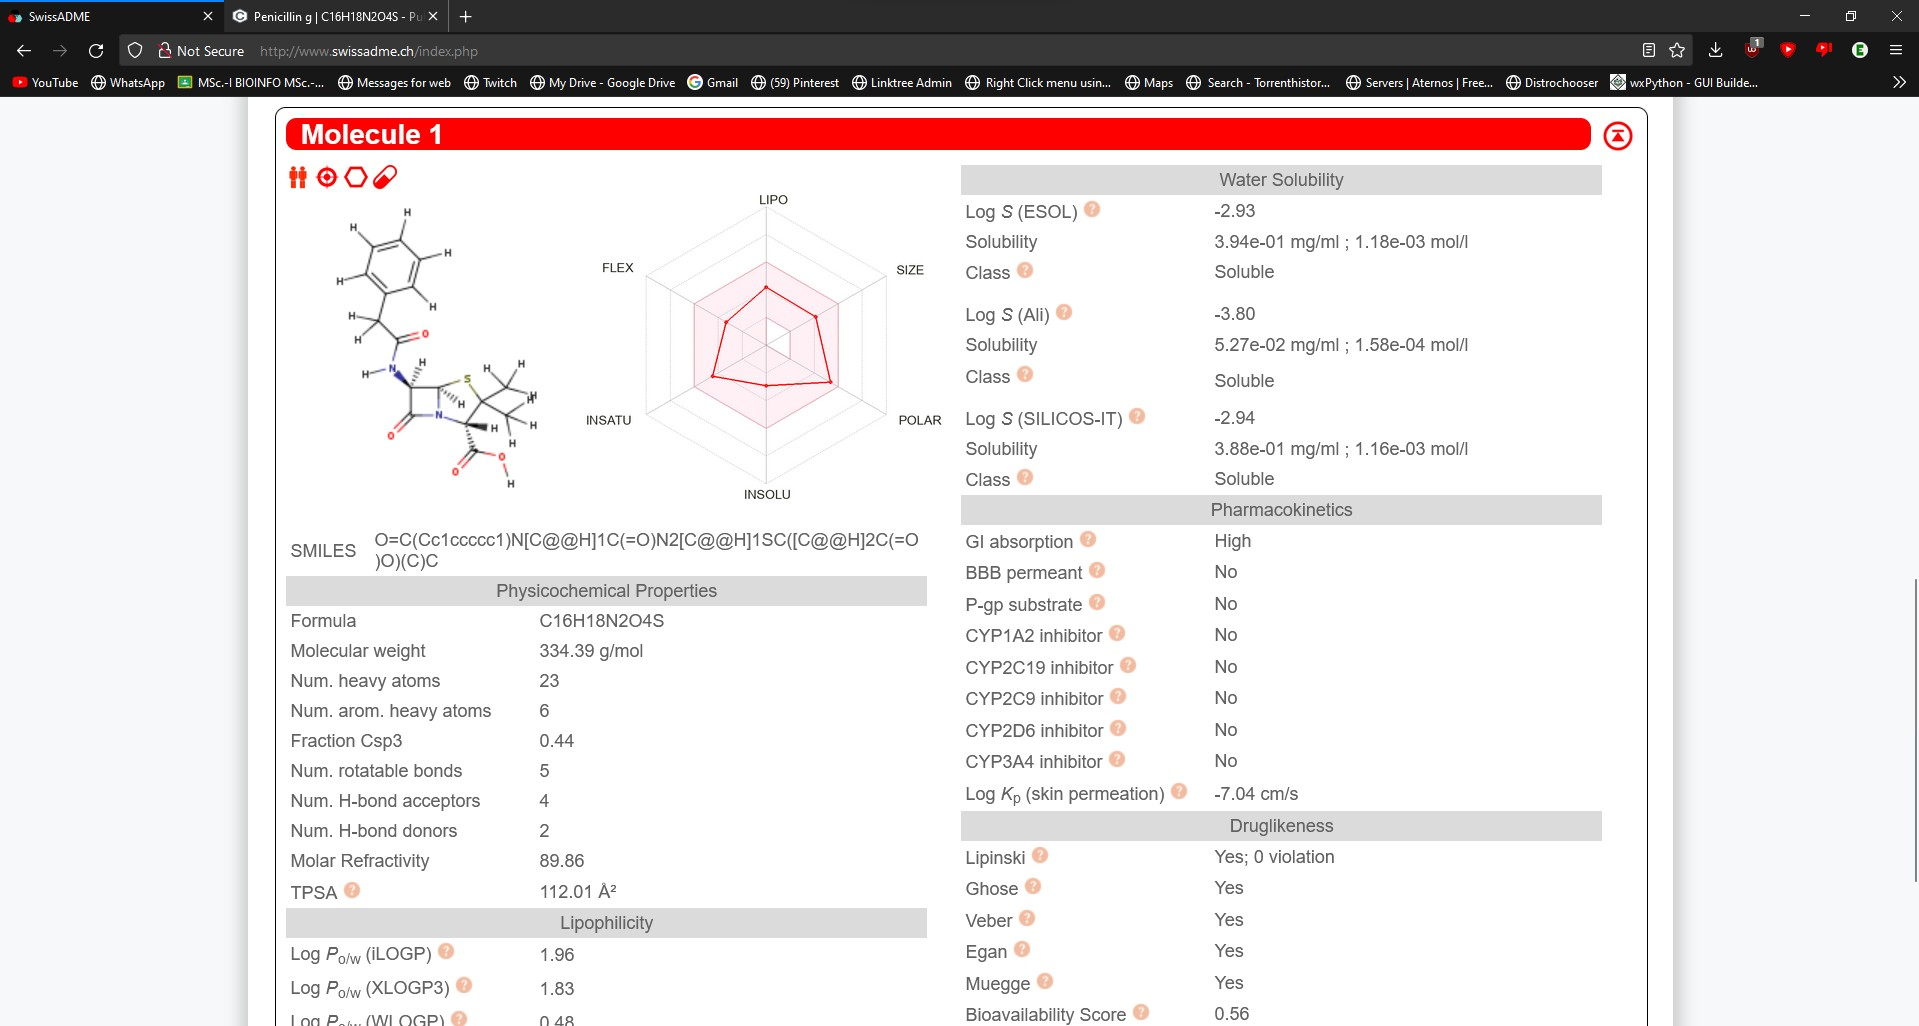 SwissADME
Penicillin g | C16H18N2O4S - Pu
Not Secure
http://www.swissadme.ch/index.php
1
YouTube
WhatsApp
MSc.-I BIOINFO MSc.-...
Messages for web
Twitch
My Drive - Google Drive
Gmail
(59) Pinterest
Linktree Admin
Right Click menu usin...
Maps
Search - Torrenthistor...
Servers | Aternos | Free...
Distrochooser
wxPython - GUI Builde...
Molecule 1
LIPO
SIZE
POLAR
INSOLU
INSATU
FLEX
SMILES O=C(Cc1ccccc1)N[C@@H]1C(=O)N2[C@@H]1SC([C@@H]2C(=O
)O)(C)C
Physicochemical Properties
Formula C16H18N2O4S
Molecular weight 334.39 g/mol
Num. heavy atoms 23
Num. arom. heavy atoms 6
Fraction Csp3 0.44
Num. rotatable bonds 5
Num. H-bond acceptors 4
Num. H-bond donors 2
Molar Refractivity 89.86
TPSA 112.01 Å²
Lipophilicity
Log Po/w (iLOGP) 1.96
Log Po/w (XLOGP3) 1.83
Log Po/w (WLOGP) 0.48
Water Solubility
Log S (ESOL) -2.93
Solubility 3.94e-01 mg/ml ; 1.18e-03 mol/l
Class Soluble
Log S (Ali) -3.80
Solubility 5.27e-02 mg/ml ; 1.58e-04 mol/l
Class Soluble
Log S (SILICOS-IT) -2.94
Solubility 3.88e-01 mg/ml ; 1.16e-03 mol/l
Class Soluble
Pharmacokinetics
GI absorption High
BBB permeant No
P-gp substrate No
CYP1A2 inhibitor No
CYP2C19 inhibitor No
CYP2C9 inhibitor No
CYP2D6 inhibitor No
CYP3A4 inhibitor No
Log Kp (skin permeation) -7.04 cm/s
Druglikeness
Lipinski Yes; 0 violation
Ghose Yes
Veber Yes
Egan Yes
Muegge Yes
Bioavailability Score 0.56